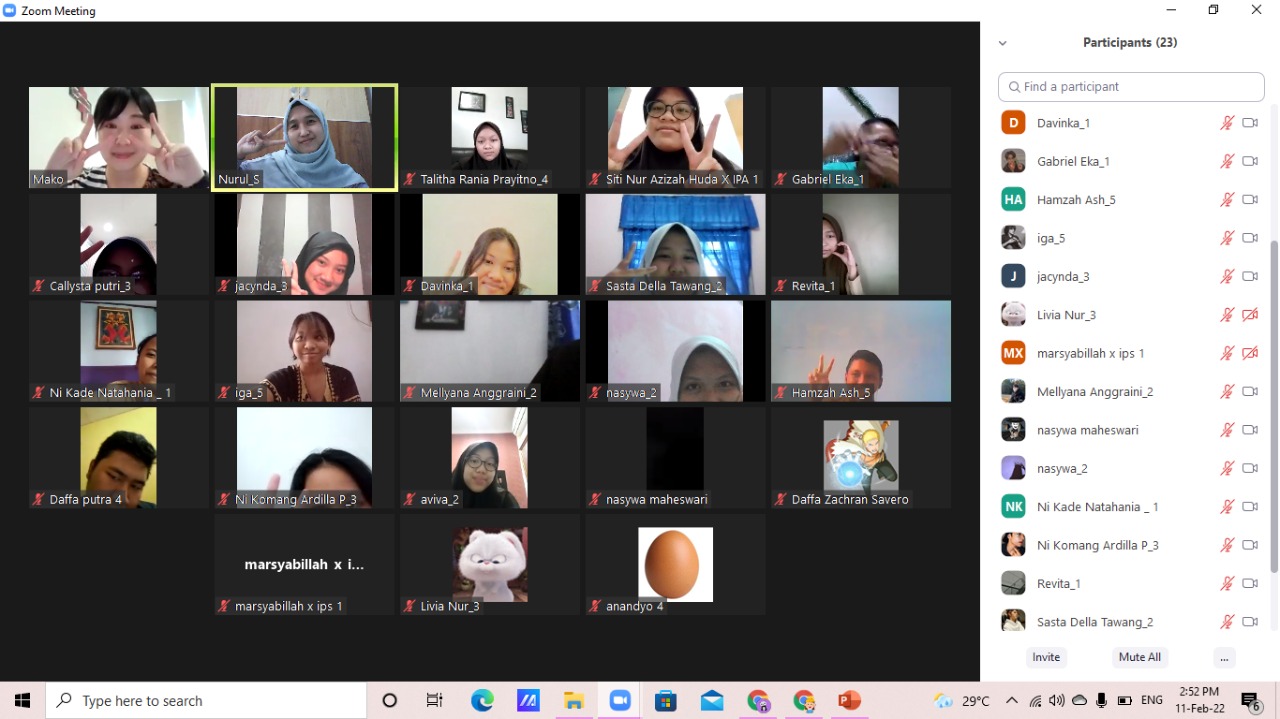 Zoom Meeting
Participants (23)
Find a participant
Mako
Nurul_S
Talitha Rania Prayitno_4
Siti Nur Azizah Huda X IPA 1
Gabriel Eka_1
Callysta putri_3
jacynda_3
Davinka_1
Sasta Della Tawang_2
Revita_1
Ni Kade Natahania _ 1
iga_5
Mellyana Anggraini_2
nasywa_2
Hamzah Ash_5
Daffa putra 4
Ni Komang Ardilla P_3
aviva_2
nasywa maheswari
Daffa Zachran Savero
marsyabillah x i...
marsyabillah x ips 1
Livia Nur_3
anandyo 4
D
Davinka_1
Gabriel Eka_1
HA
Hamzah Ash_5
iga_5
J
jacynda_3
Livia Nur_3
MX
marsyabillah x ips 1
Mellyana Anggraini_2
nasywa maheswari
nasywa_2
NK
Ni Kade Natahania _ 1
Ni Komang Ardilla P_3
Revita_1
Sasta Della Tawang_2
Invite
Mute All
...
Type here to search
29°C
ENG
2:52 PM
11-Feb-22
6